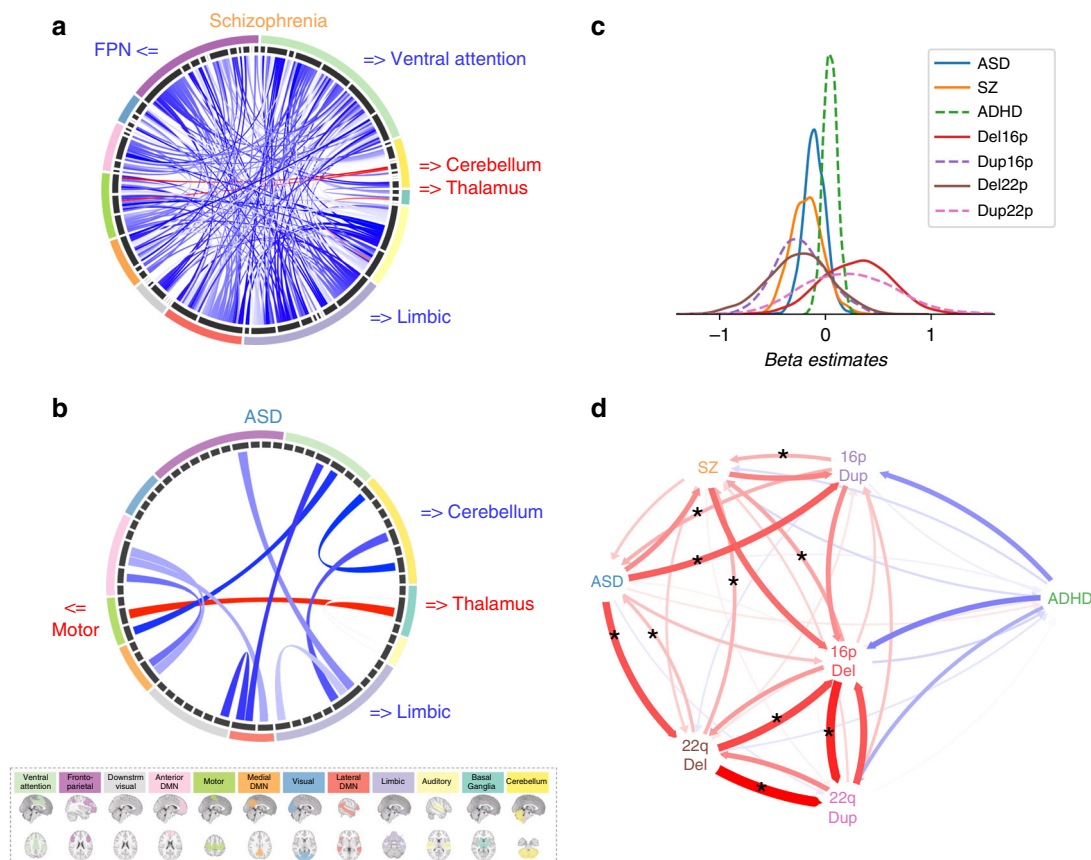 a
Schizophrenia
FPN <=
=> Ventral attention
=> Cerebellum
=> Thalamus
=> Limbic
b
ASD
=> Cerebellum
<=
Motor
=> Thalamus
=> Limbic
Ventral
attention
Fronto-
parietal
Downstrm
visual
Anterior
DMN
Motor
Medial
DMN
Visual
Lateral
DMN
Limbic
Auditory
Basal
Ganglia
Cerebellum
c
ASD
SZ
ADHD
Del16p
Dup16p
Del22p
Dup22p
−1
0
1
Beta estimates
d
SZ
*
16p
Dup
*
*
*
*
ASD
*
*
ADHD
16p
Del
*
*
22q
Del
*
22q
Dup